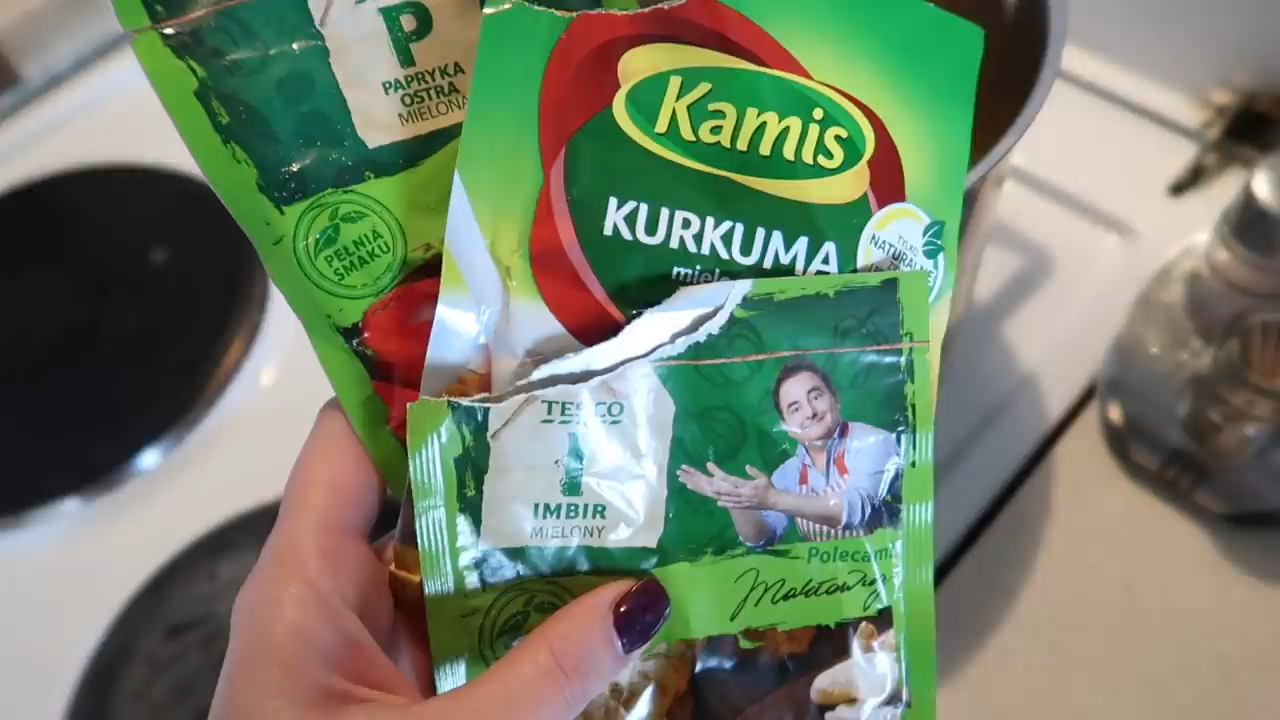 P
PAPRYKA
OSTRA
MIELONA
PEŁNIA
SMAKU
Kamis
KURKUMA
TYLKO
NATURALNE
TESCO
I
IMBIR
MIELONY
Polecam!